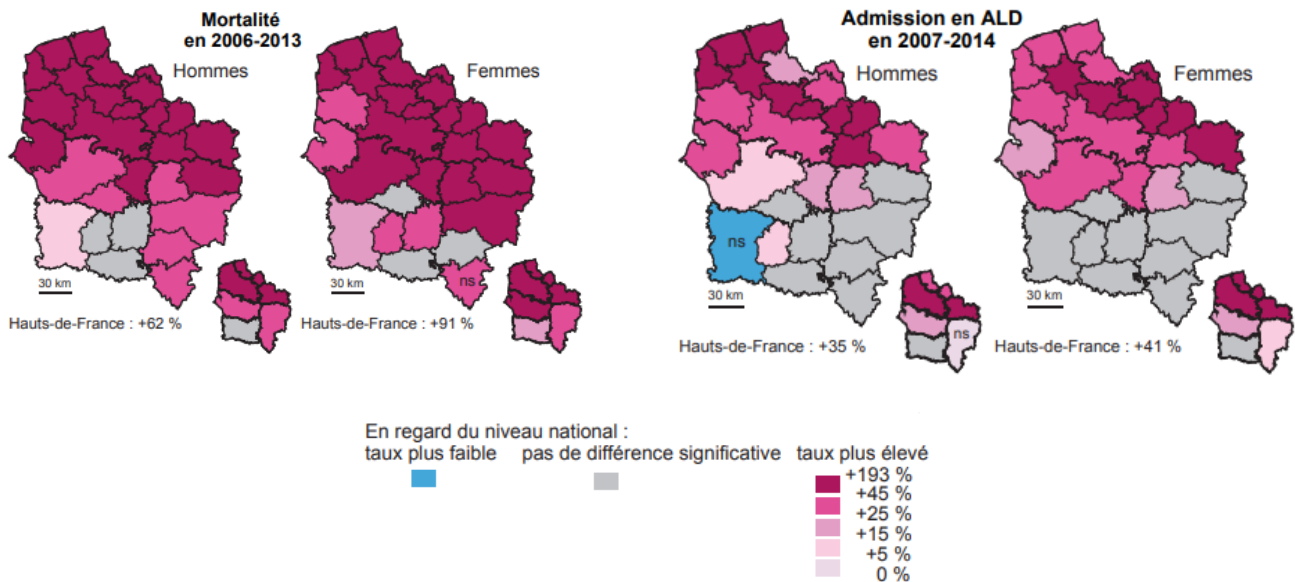 Mortalité
en 2006-2013
Hommes
Femmes
ns
30 km
30 km
Hauts-de-France : +62 %
Hauts-de-France : +91 %
Admission en ALD
en 2007-2014
Hommes
Femmes
ns
30 km
30 km
ns
Hauts-de-France : +35 %
Hauts-de-France : +41 %
En regard du niveau national :
taux plus faible pas de différence significative taux plus élevé
+193 %
+45 %
+25 %
+15 %
+5 %
0 %